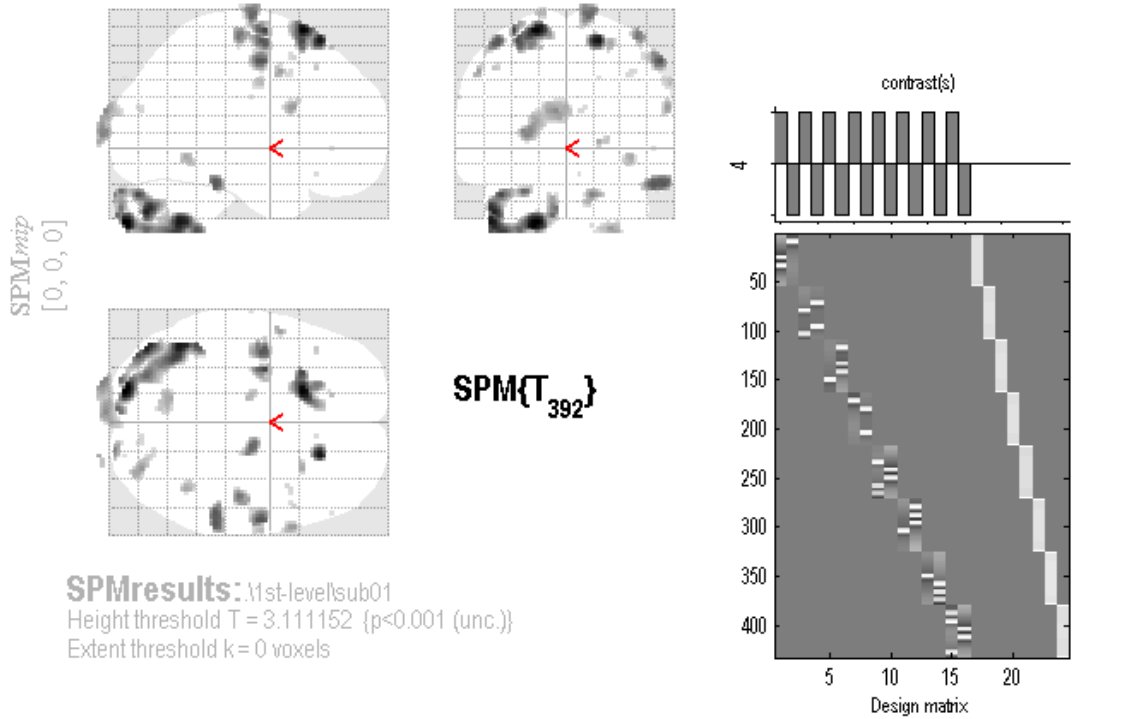 contrast(s)
4
SPMmip
[0, 0, 0]
50
100
150
200
250
300
350
400
5
10
15
20
Design matrix
SPM{T392}
SPMresults: .\1st-level\sub01
Height threshold T = 3.111152 {p<0.001 (unc.)}
Extent threshold k = 0 voxels